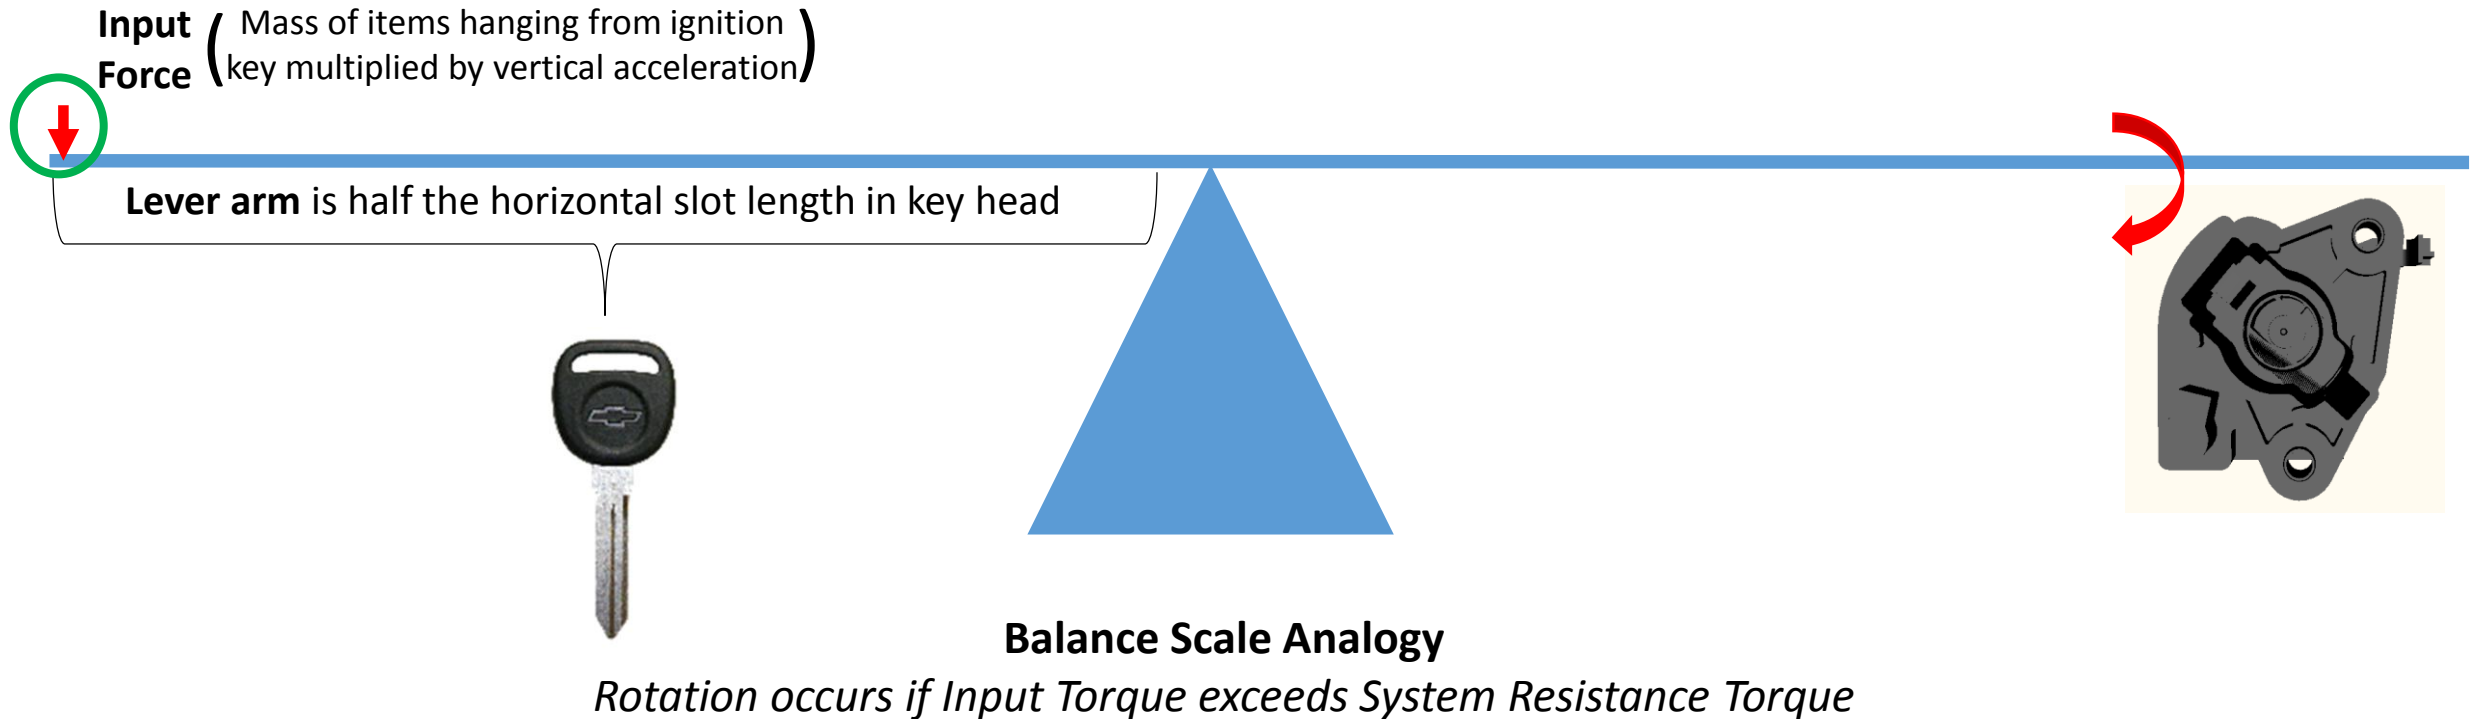 Input
Force
( Mass of items hanging from ignition
key multiplied by vertical acceleration )
Lever arm is half the horizontal slot length in key head
Balance Scale Analogy
Rotation occurs if Input Torque exceeds System Resistance Torque